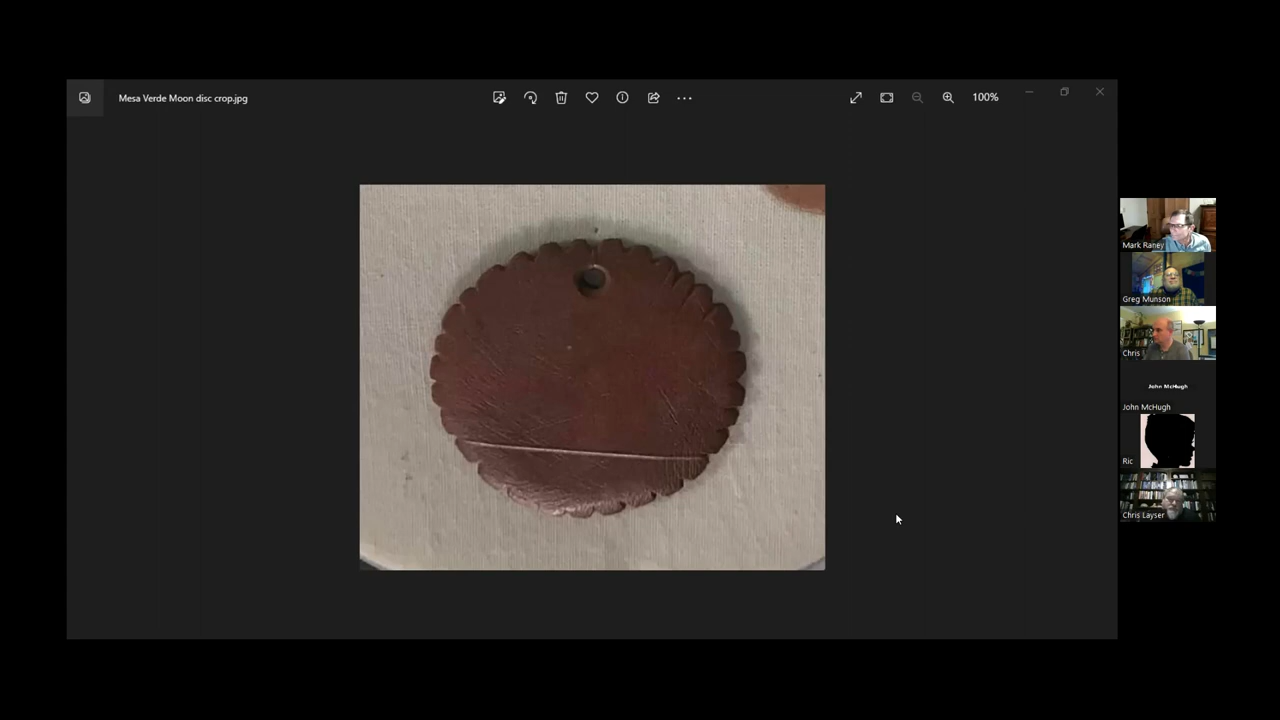 Mesa Verde Moon disc crop.jpg
100%
Mark Raney
Greg Munson
Chris
John McHugh
John McHugh
Ric
Chris Layser